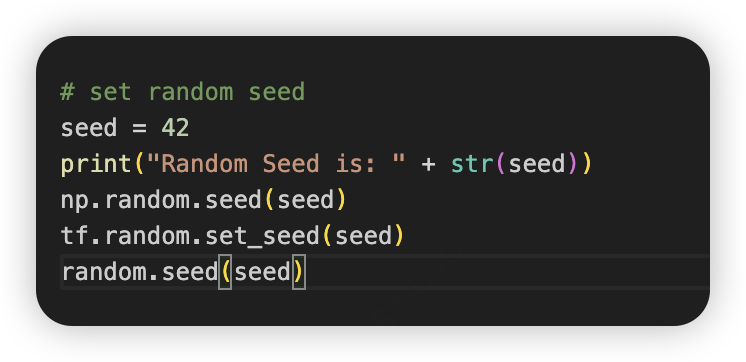 # set random seed
seed = 42
print("Random Seed is: " + str(seed))
np.random.seed(seed)
tf.random.set_seed(seed)
random.seed(seed)